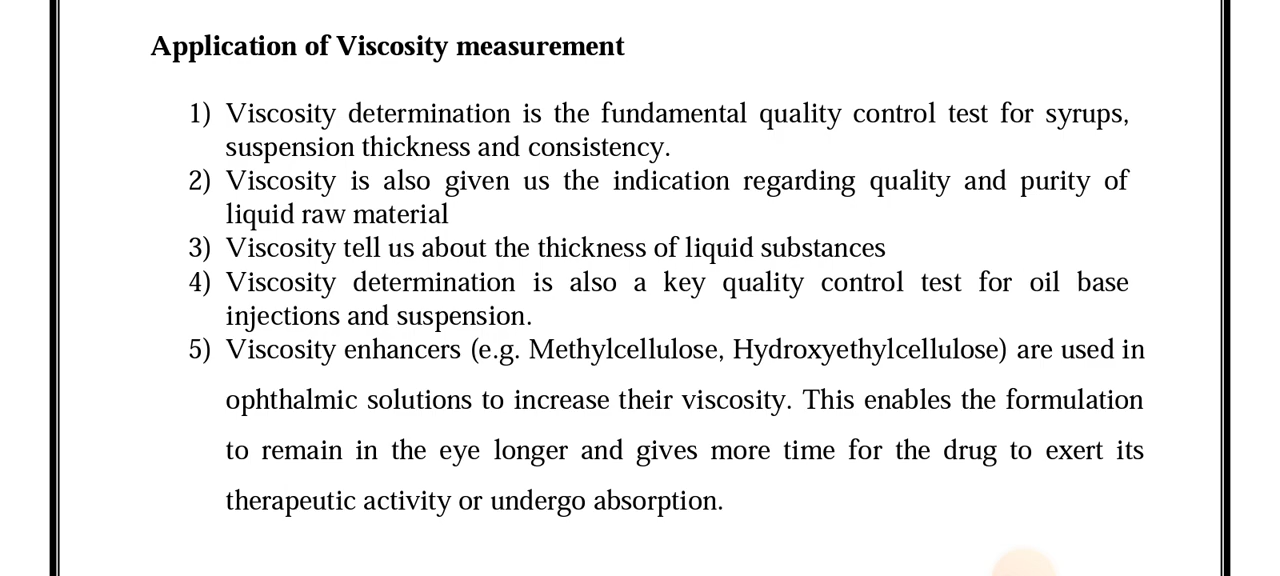 Application of Viscosity measurement
1) Viscosity determination is the fundamental quality control test for syrups,
suspension thickness and consistency.
2) Viscosity is also given us the indication regarding quality and purity of
liquid raw material
3) Viscosity tell us about the thickness of liquid substances
4) Viscosity determination is also a key quality control test for oil base
injections and suspension.
5) Viscosity enhancers (e.g. Methylcellulose, Hydroxyethylcellulose) are used in
ophthalmic solutions to increase their viscosity. This enables the formulation
to remain in the eye longer and gives more time for the drug to exert its
therapeutic activity or undergo absorption.